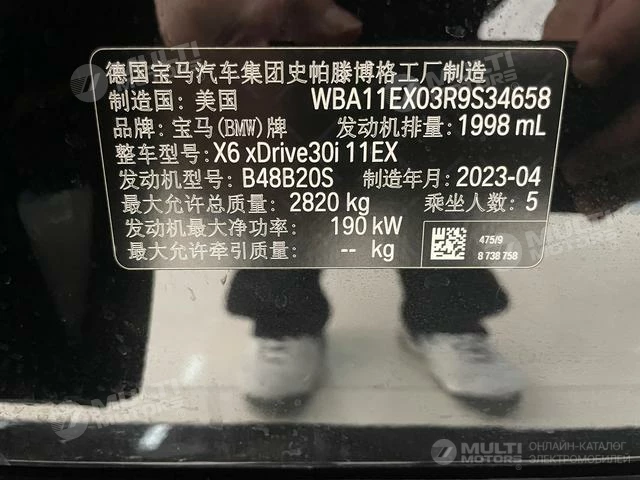 德国宝马汽车集团史帕滕博格工厂制造
制造国: 美国 WBA11EX03R9S34658
品牌: 宝马(BMW)牌 发动机排量: 1998 mL
整车型号: X6 xDrive30i 11EX
发动机型号: B48B20S 制造年月: 2023-04
最大允许总质量: 2820 kg 乘坐人数: 5
发动机最大净功率: 190 kW
最大允许牵引质量: -- kg
475/9
8 738 758
MULTI MOTORS
ОНЛАЙН-КАТАЛОГ
ЭЛЕКТРОМОБИЛЕЙ